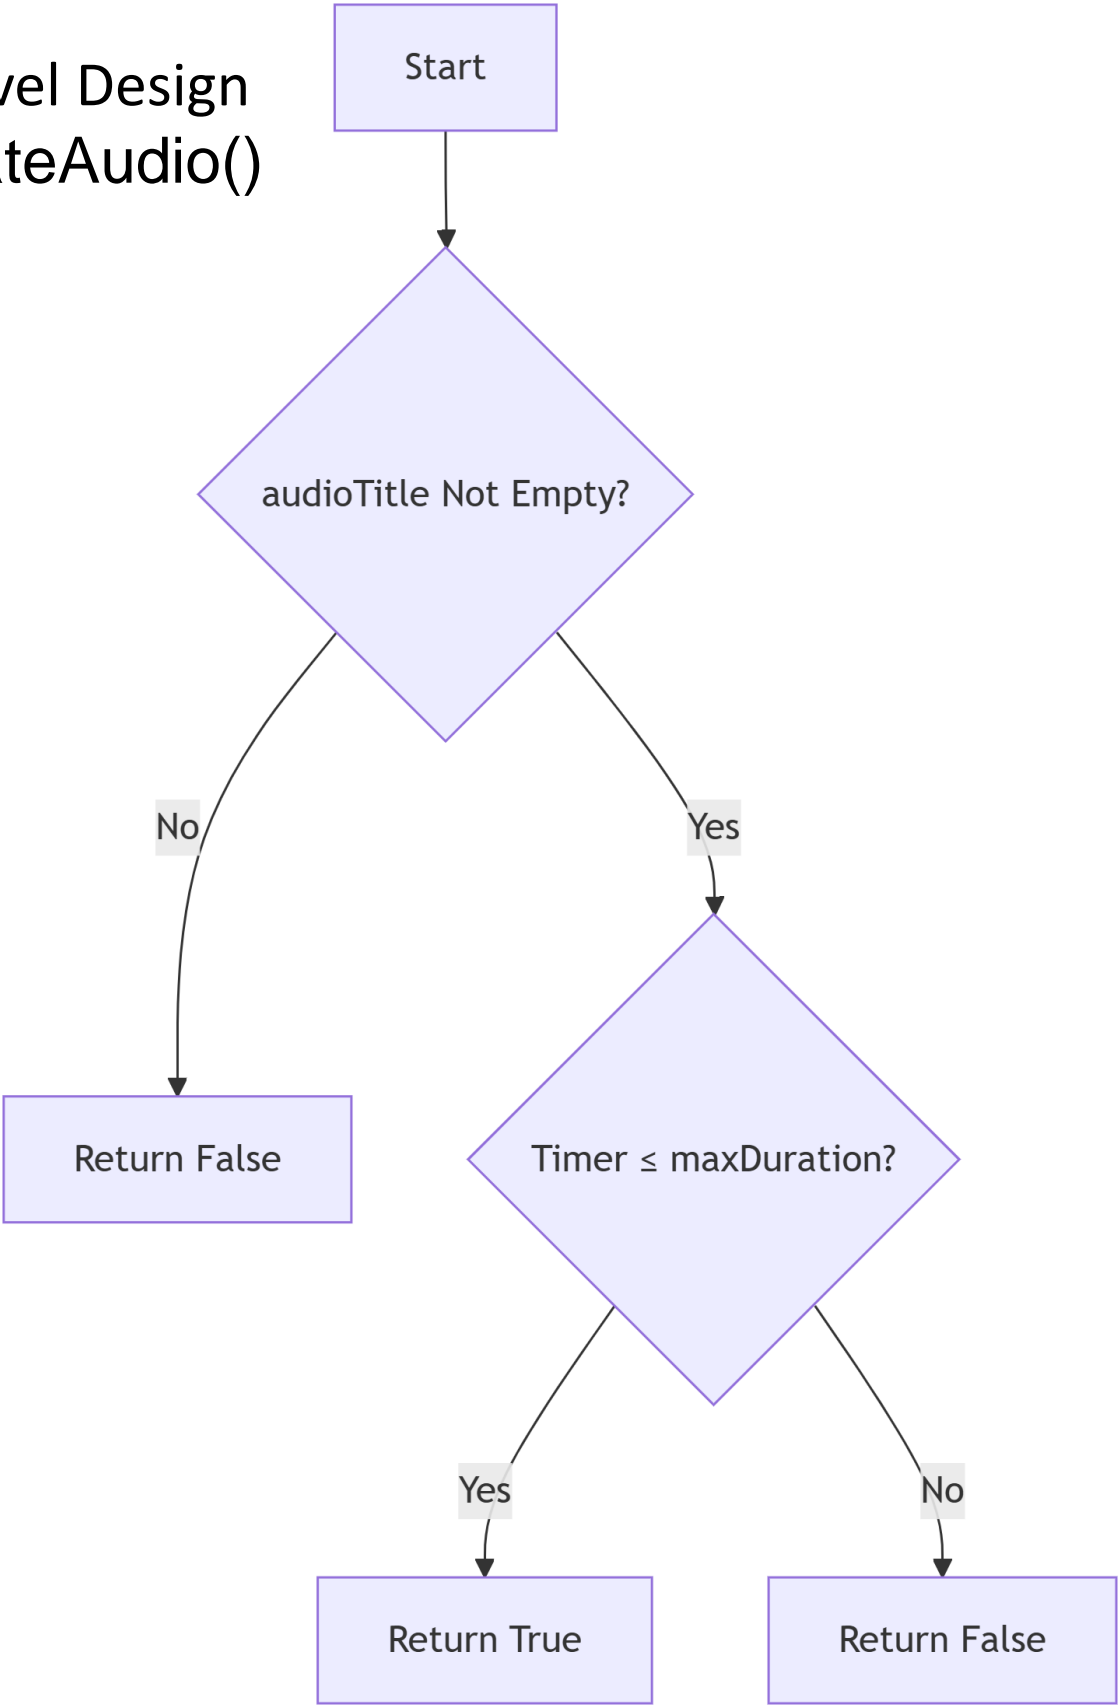 vel Design
teAudio()
Start
audioTitle Not Empty?
No
Yes
Return False
Timer ≤ maxDuration?
Yes
No
Return True
Return False